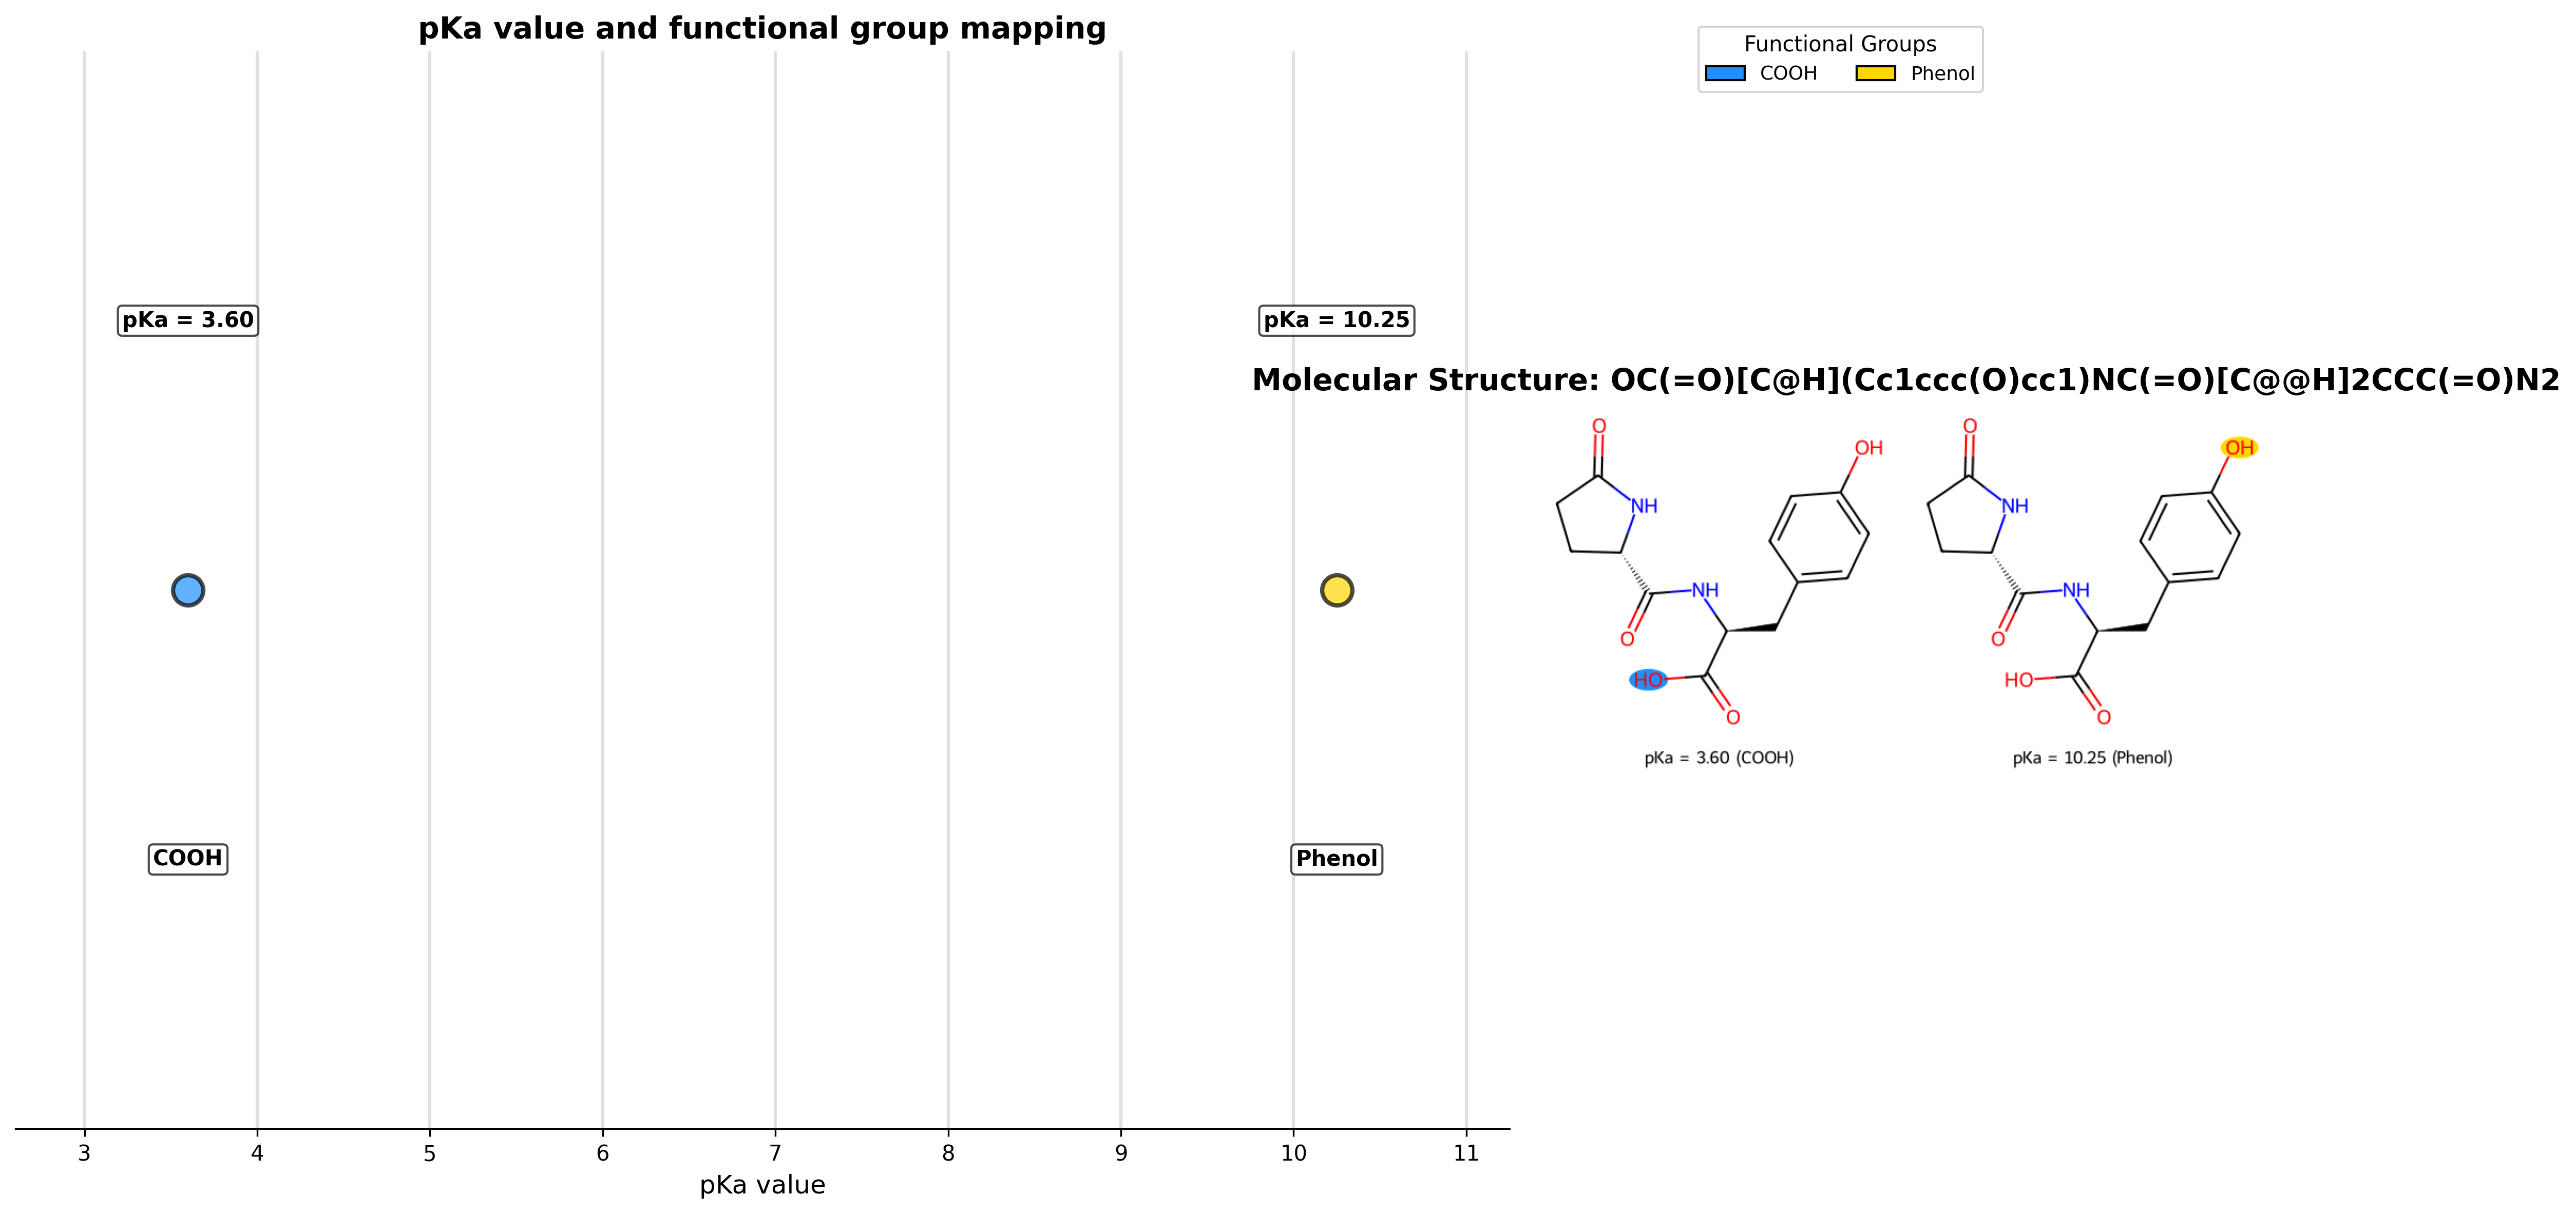 pKa value and functional group mapping
Functional Groups
COOH Phenol
pKa = 3.60
pKa = 10.25
Molecular Structure: OC(=O)[C@H](Cc1ccc(O)cc1)NC(=O)[C@@H]2CCC(=O)N2
O
OH
NH
NH
O
HO
O
pKa = 3.60 (COOH)
O
OH
NH
NH
O
HO
O
pKa = 10.25 (Phenol)
COOH
Phenol
3 4 5 6 7 8 9 10 11
pKa value